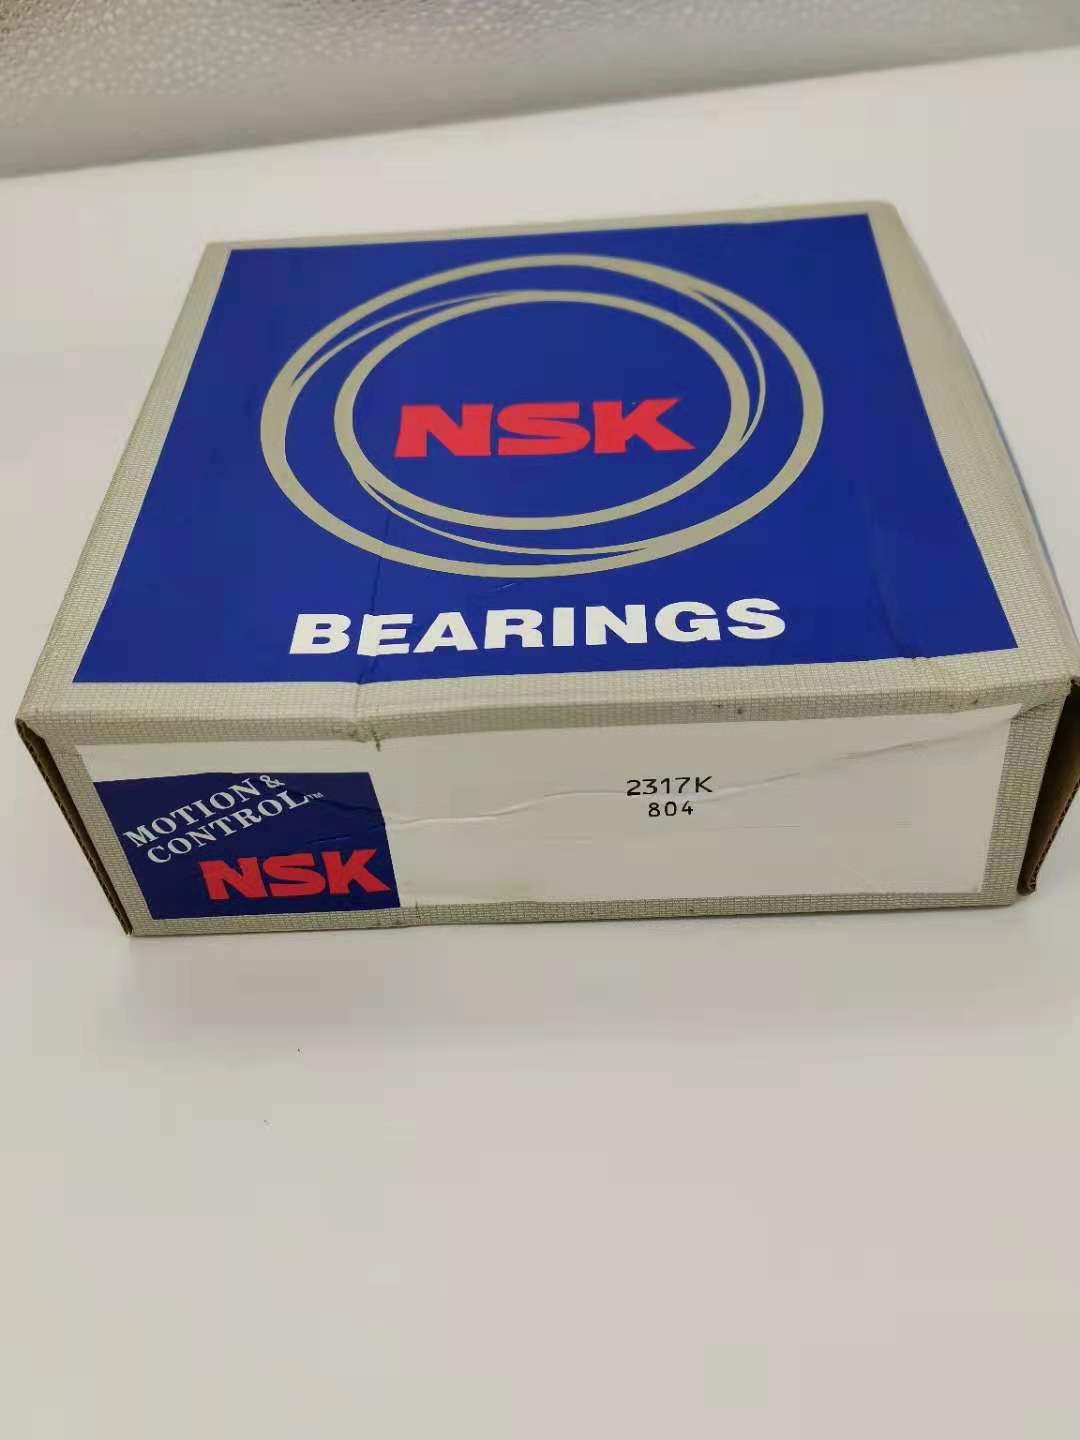 NSK
BEARINGS
MOTION &
CONTROL™
NSK
2317K
804